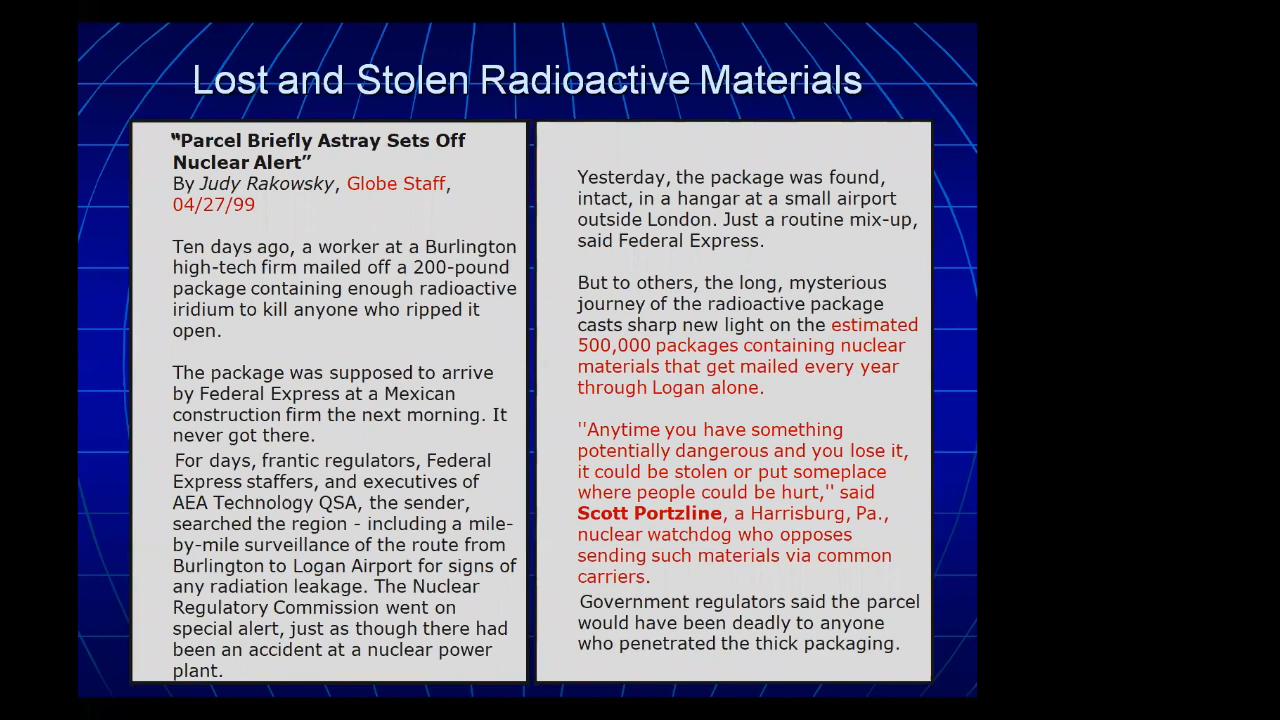 Lost and Stolen Radioactive Materials
"Parcel Briefly Astray Sets Off
Nuclear Alert”
By Judy Rakowsky, Globe Staff,
04/27/99
Ten days ago, a worker at a Burlington
high-tech firm mailed off a 200-pound
package containing enough radioactive
iridium to kill anyone who ripped it
open.
The package was supposed to arrive
by Federal Express at a Mexican
construction firm the next morning. It
never got there.
For days, frantic regulators, Federal
Express staffers, and executives of
AEA Technology QSA, the sender,
searched the region - including a mile-
by-mile surveillance of the route from
Burlington to Logan Airport for signs of
any radiation leakage. The Nuclear
Regulatory Commission went on
special alert, just as though there had
been an accident at a nuclear power
plant.
Yesterday, the package was found,
intact, in a hangar at a small airport
outside London. Just a routine mix-up,
said Federal Express.
But to others, the long, mysterious
journey of the radioactive package
casts sharp new light on the estimated
500,000 packages containing nuclear
materials that get mailed every year
through Logan alone.
''Anytime you have something
potentially dangerous and you lose it,
it could be stolen or put someplace
where people could be hurt,'' said
Scott Portzline, a Harrisburg, Pa.,
nuclear watchdog who opposes
sending such materials via common
carriers.
Government regulators said the parcel
would have been deadly to anyone
who penetrated the thick packaging.